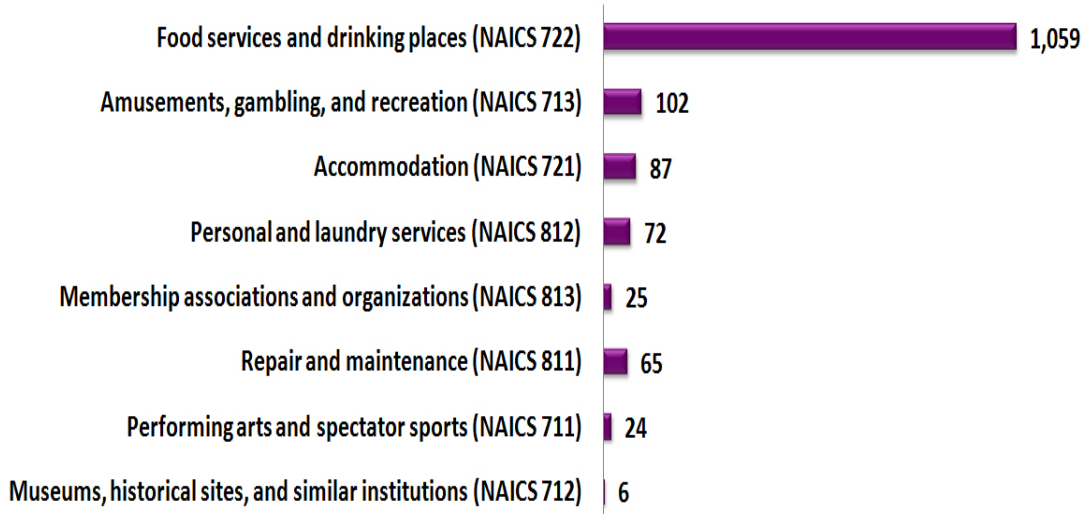 Food services and drinking places (NAICS 722) 1,059
Amusements, gambling, and recreation (NAICS 713) 102
Accommodation (NAICS 721) 87
Personal and laundry services (NAICS 812) 72
Membership associations and organizations (NAICS 813) 25
Repair and maintenance (NAICS 811) 65
Performing arts and spectator sports (NAICS 711) 24
Museums, historical sites, and similar institutions (NAICS 712) 6